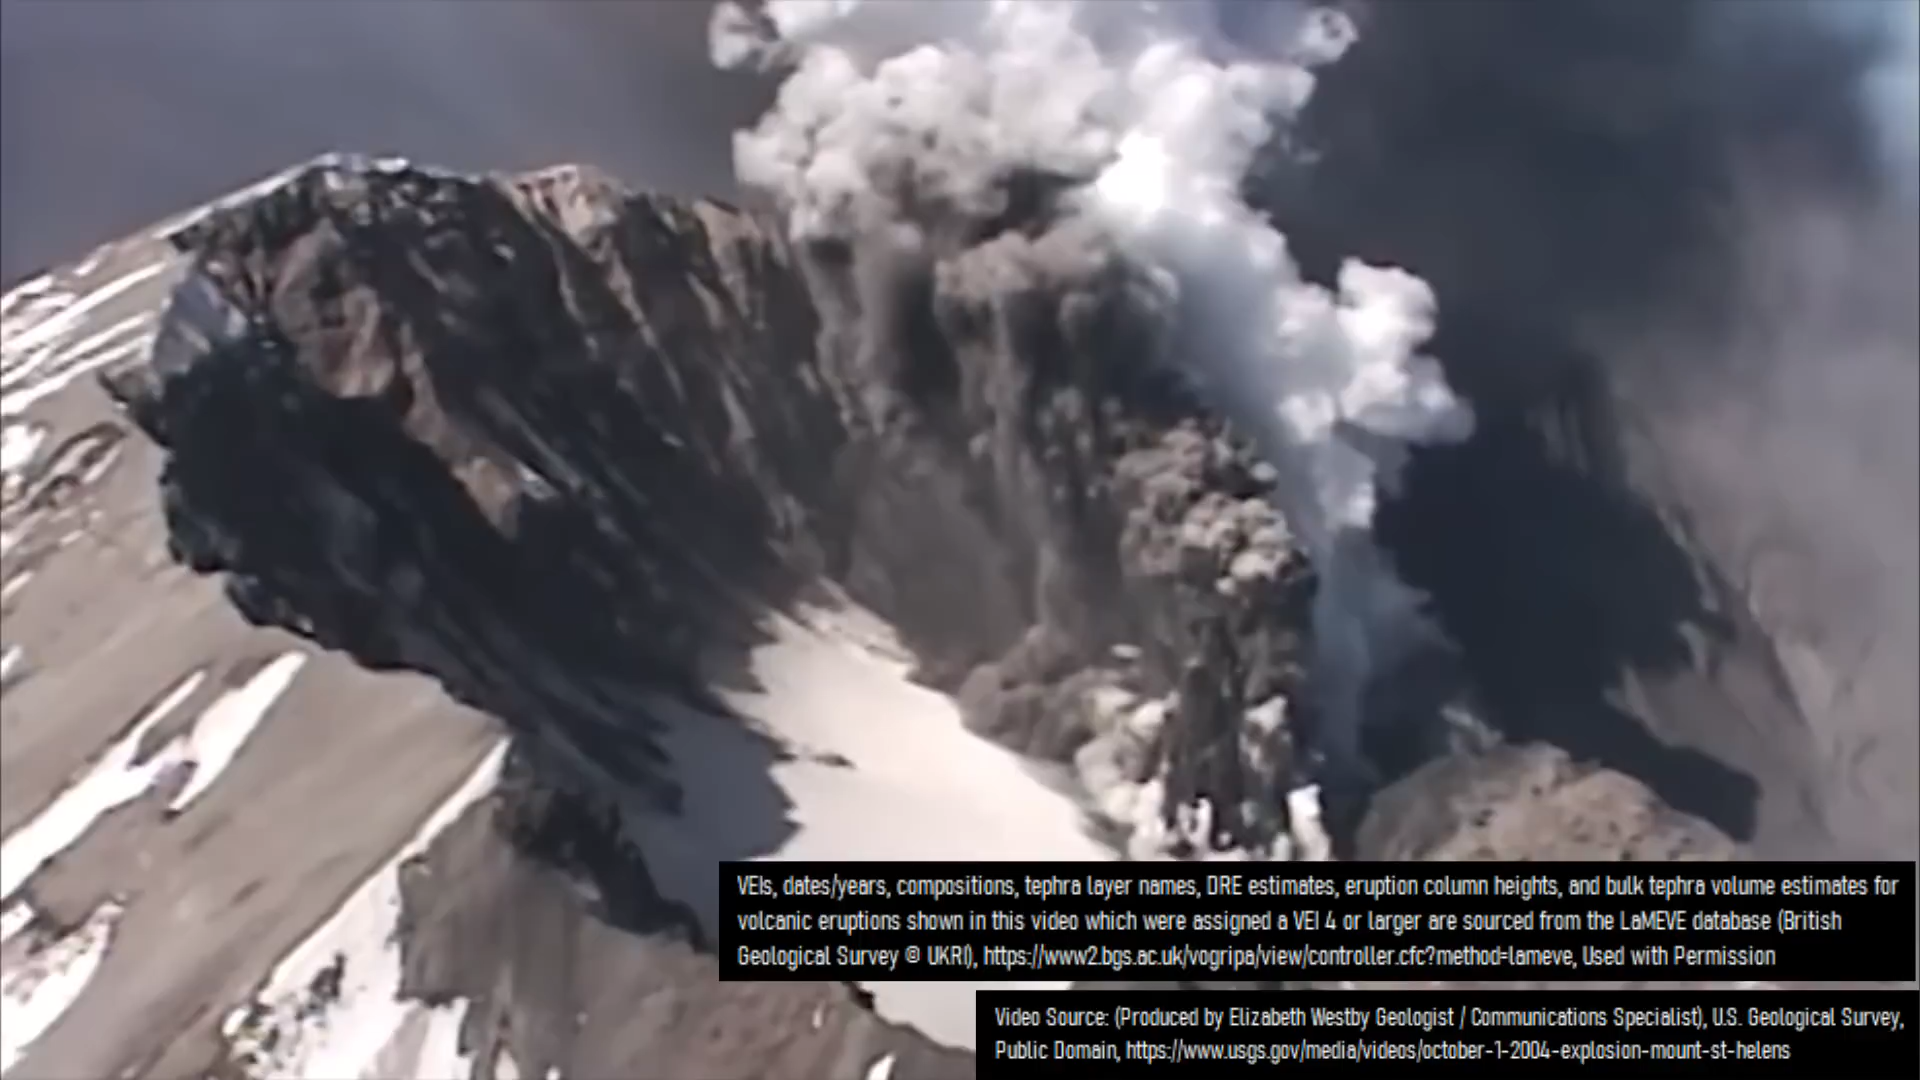 VEIs, dates/years, compositions, tephra layer names, DRE estimates, eruption column heights, and bulk tephra volume estimates for
volcanic eruptions shown in this video which were assigned a VEI 4 or larger are sourced from the LaMEVE database (British
Geological Survey © UKRI), https://www2.bgs.ac.uk/vogripa/view/controller.cfc?method=lameve, Used with Permission
Video Source: (Produced by Elizabeth Westby Geologist / Communications Specialist), U.S. Geological Survey,
Public Domain, https://www.usgs.gov/media/videos/october-1-2004-explosion-mount-st-helens